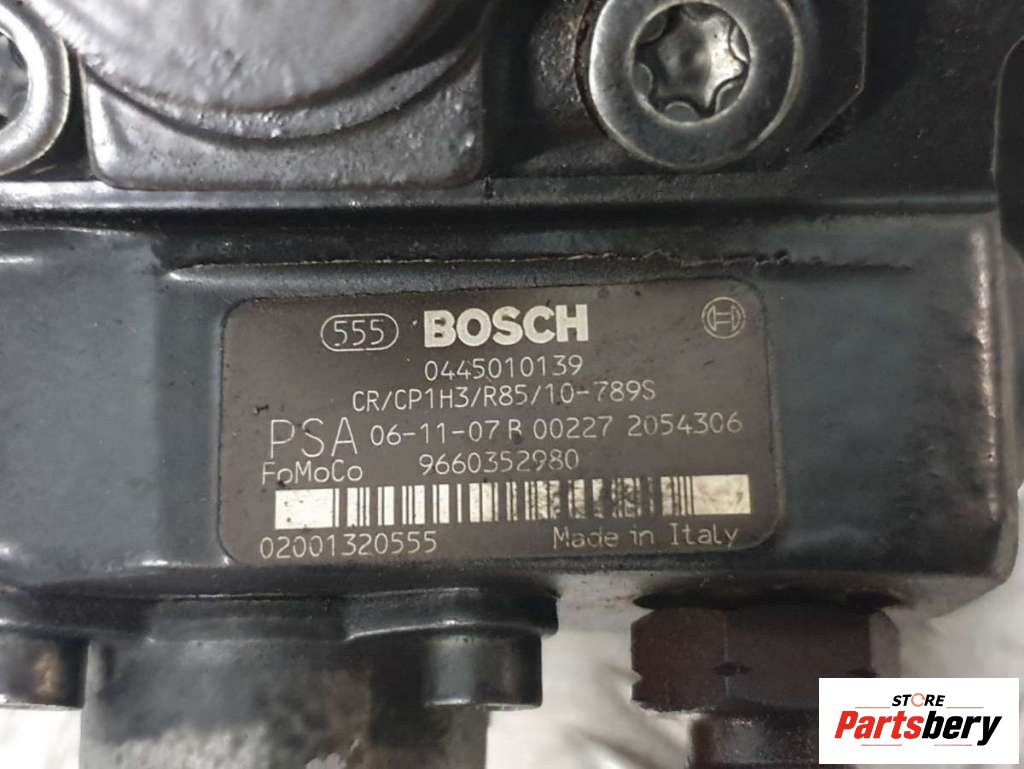 555 BOSCH
0445010139
CR/CP1H3/R85/10-789S
PSA 06-11-07 R 00227 2054306
FoMoCo 9660352980
02001320555 Made in Italy
STORE
Partsbery